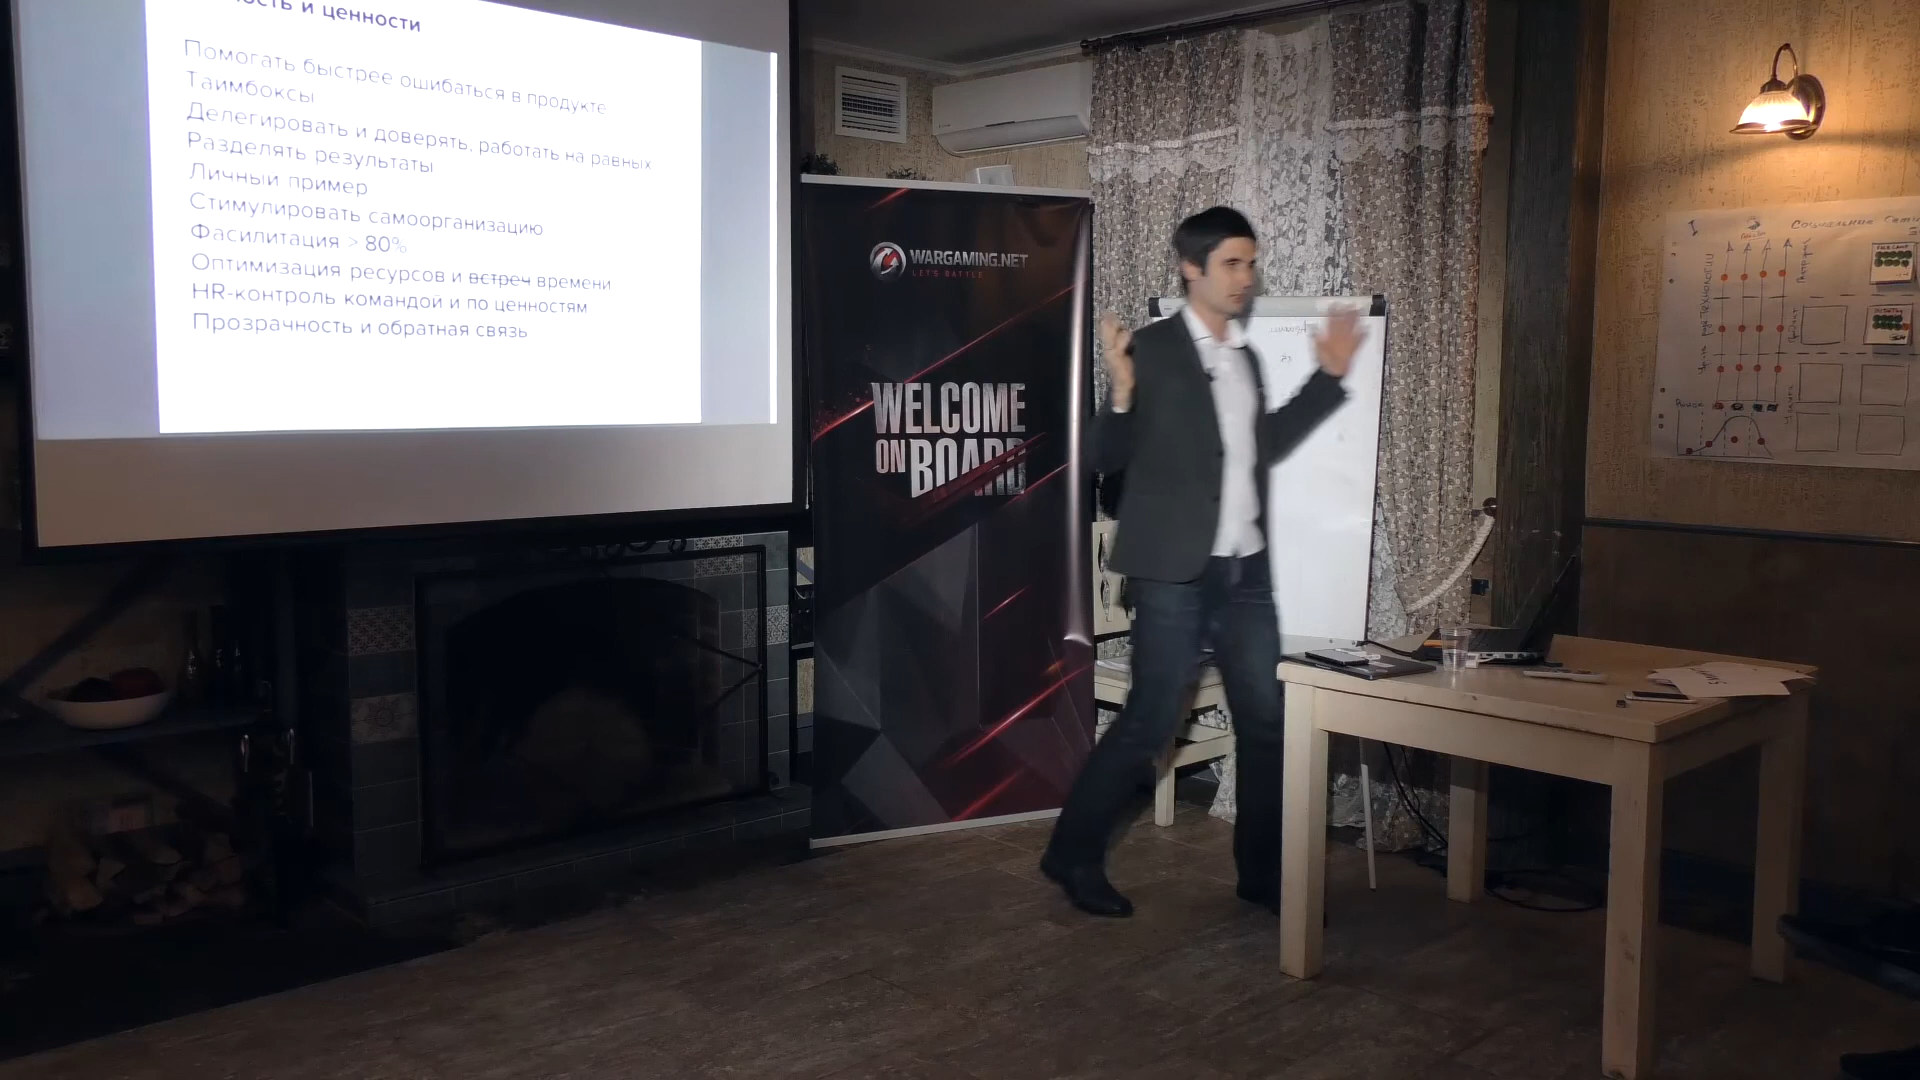 и ценности
Помогать быстрее ошибаться в продукте
Таймбоксы
Делегировать и доверять, работать на равных
Разделять результаты
Личный пример
Стимулировать самоорганизацию
Фасилитация > 80%
Оптимизация ресурсов и встреч времени
HR-контроль командой и по ценностям
Прозрачность и обратная связь
WARGAMING.NET
LET'S BATTLE
WELCOME
ON BOARD
I
Социальная
Рынок